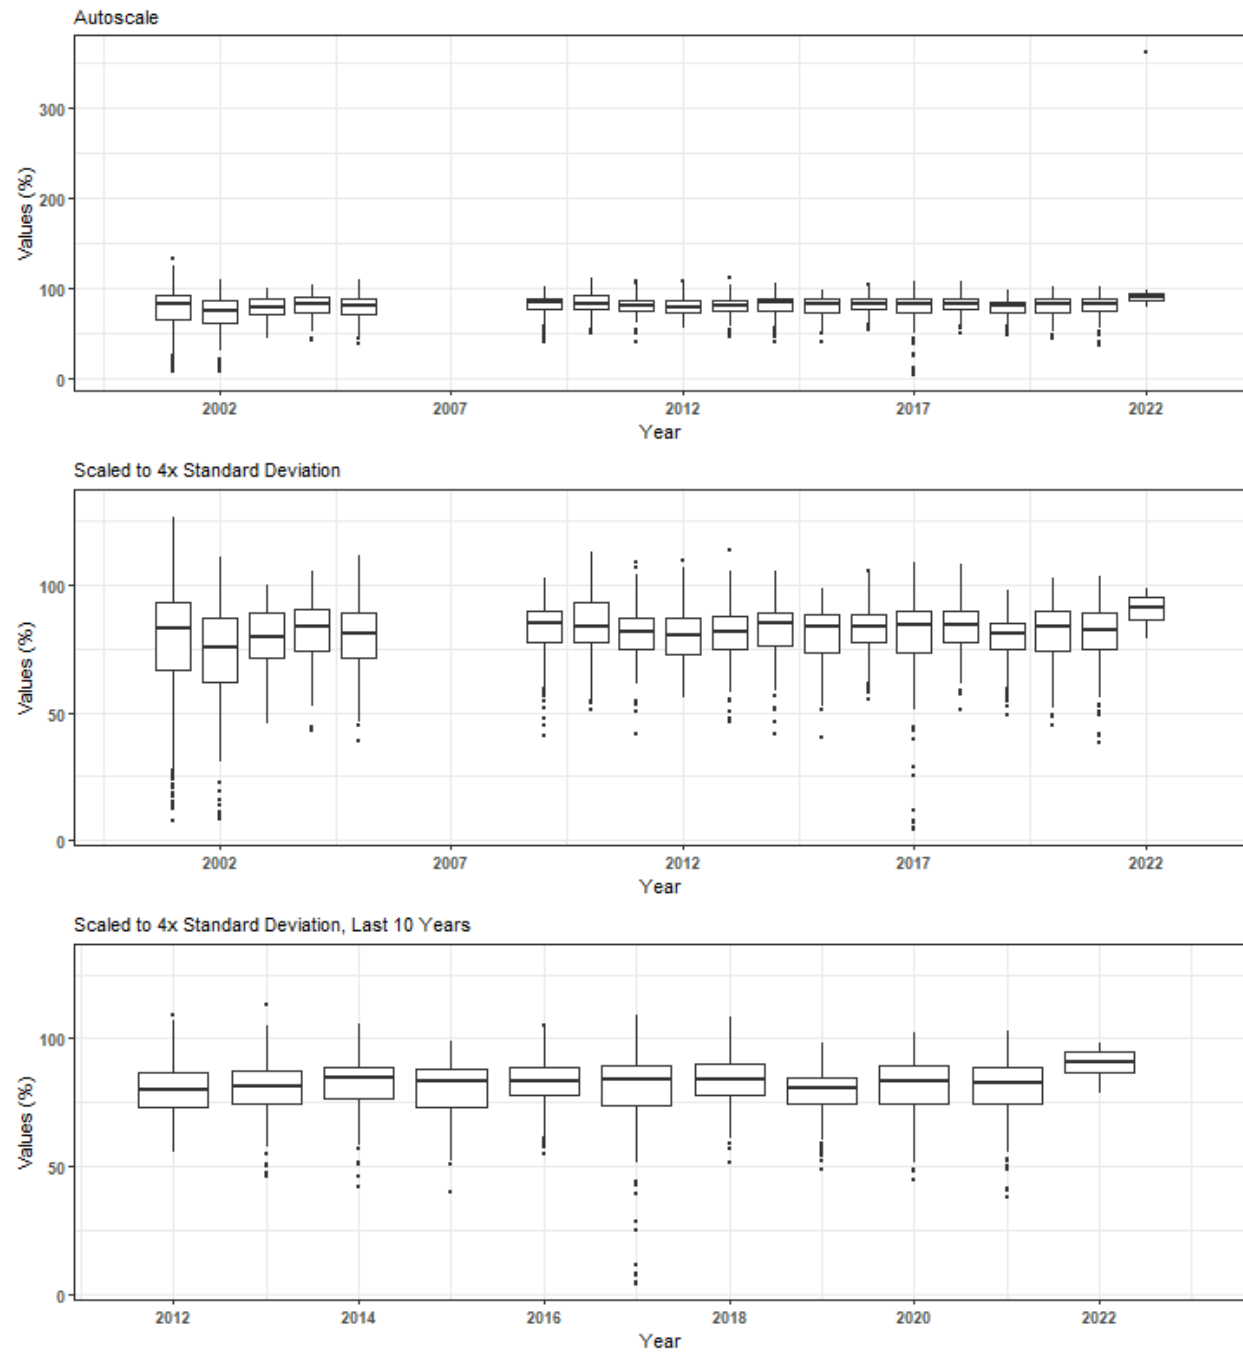 Autoscale
300
200
100
0
Values (%)
2002 2007 2012 2017 2022
Year
Scaled to 4x Standard Deviation
100
50
0
Values (%)
2002 2007 2012 2017 2022
Year
Scaled to 4x Standard Deviation, Last 10 Years
100
50
0
Values (%)
2012 2014 2016 2018 2020 2022
Year